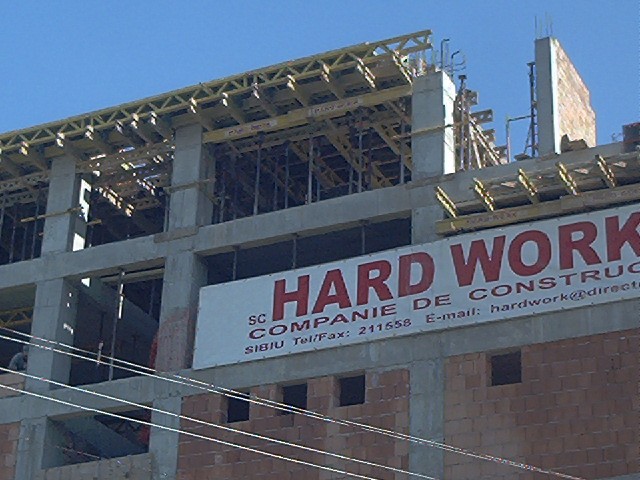 SC HARD WORK
COMPANIE DE CONSTRUC
SIBIU Tel/Fax: 211558 E-mail: hardwork@direct